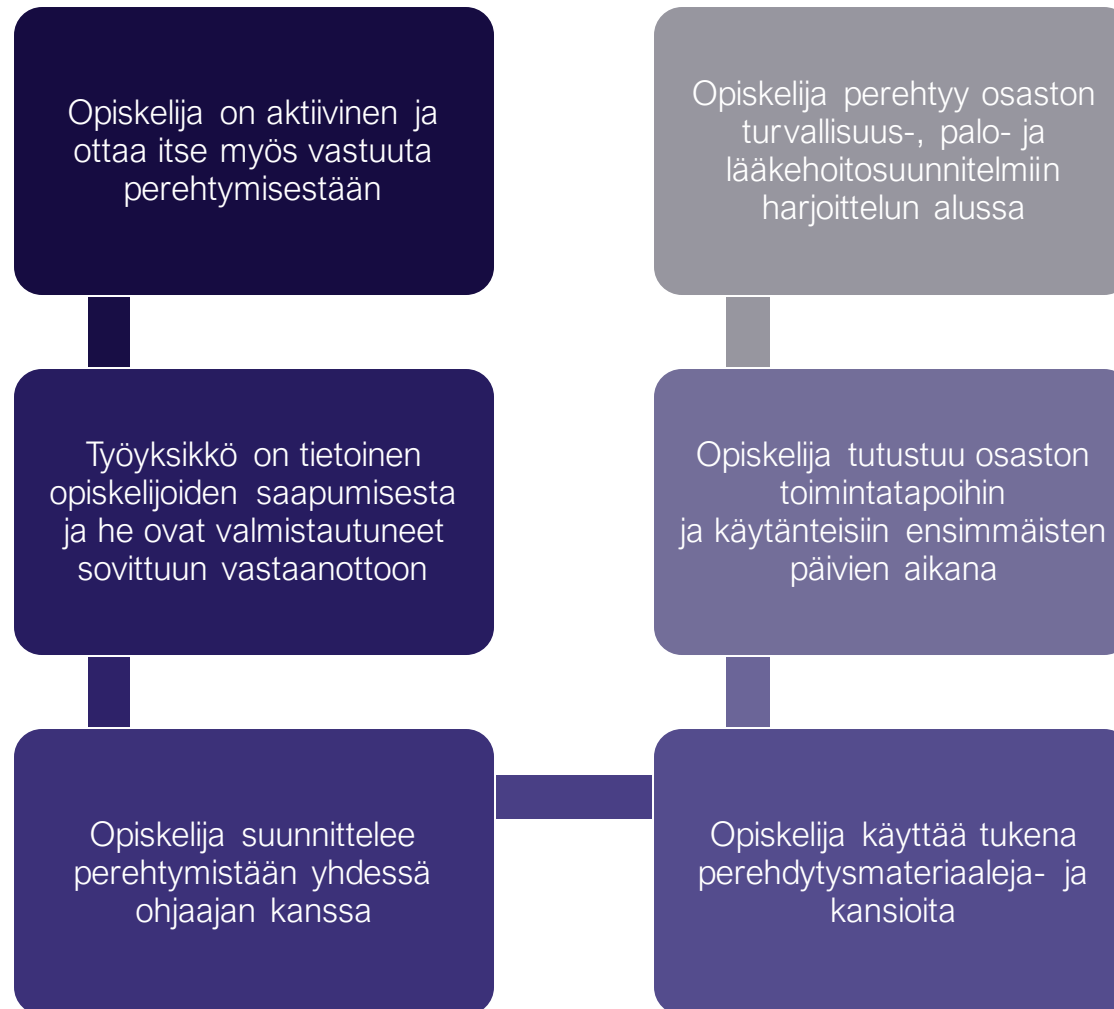 Opiskelija on aktiivinen ja
ottaa itse myös vastuuta
perehtymisestään
Työyksikkö on tietoinen
opiskelijoiden saapumisesta
ja he ovat valmistautuneet
sovittuun vastaanottoon
Opiskelija suunnittelee
perehtymistään yhdessä
ohjaajan kanssa
Opiskelija käyttää tukena
perehdytysmateriaaleja- ja
kansioita
Opiskelija tutustuu osaston
toimintatapoihin
ja käytänteisiin ensimmäisten
päivien aikana
Opiskelija perehtyy osaston
turvallisuus-, palo- ja
lääkehoitosuunnitelmiin
harjoittelun alussa